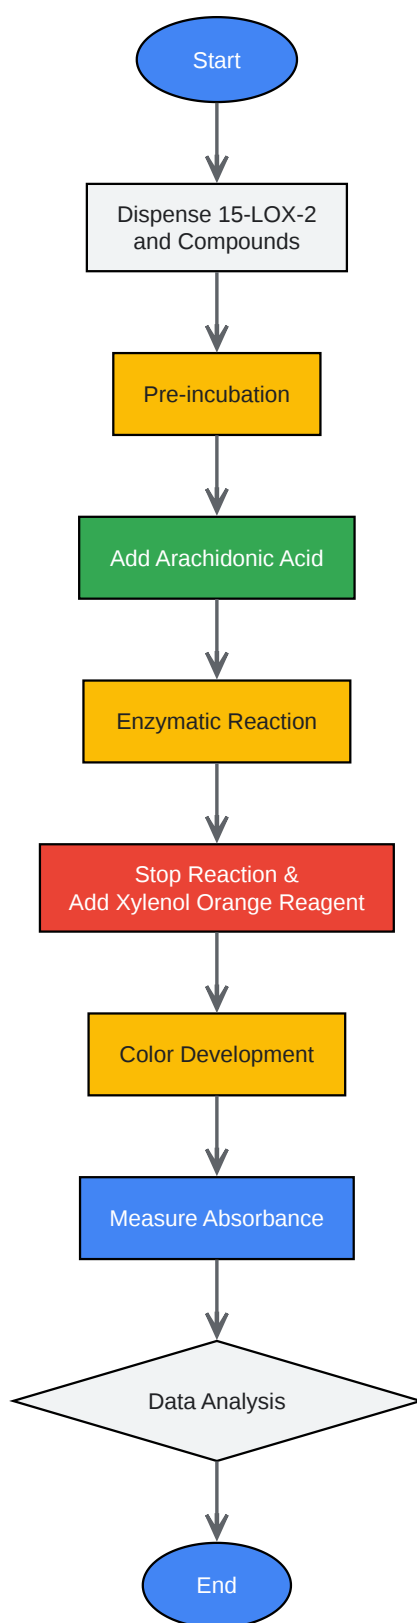 Start
Dispense 15-LOX-2
and Compounds
Pre-incubation
Add Arachidonic Acid
Enzymatic Reaction
Stop Reaction &
Add Xylenol Orange Reagent
Color Development
Measure Absorbance
Data Analysis
End